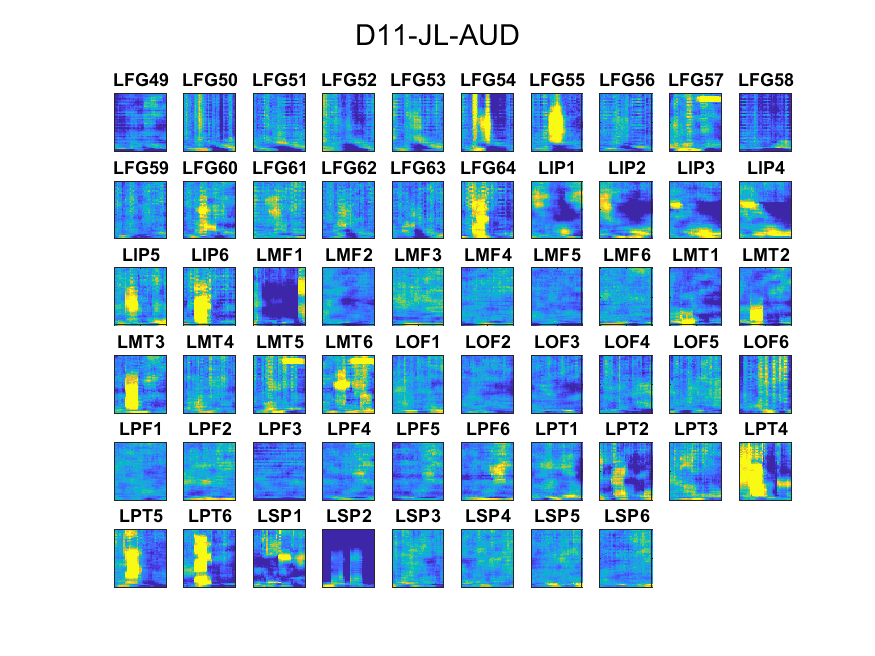 D11-JL-AUD
LFG49 LFG50 LFG51 LFG52 LFG53 LFG54 LFG55 LFG56 LFG57 LFG58
LFG59 LFG60 LFG61 LFG62 LFG63 LFG64 LIP1 LIP2 LIP3 LIP4
LIP5 LIP6 LMF1 LMF2 LMF3 LMF4 LMF5 LMF6 LMT1 LMT2
LMT3 LMT4 LMT5 LMT6 LOF1 LOF2 LOF3 LOF4 LOF5 LOF6
LPF1 LPF2 LPF3 LPF4 LPF5 LPF6 LPT1 LPT2 LPT3 LPT4
LPT5 LPT6 LSP1 LSP2 LSP3 LSP4 LSP5 LSP6